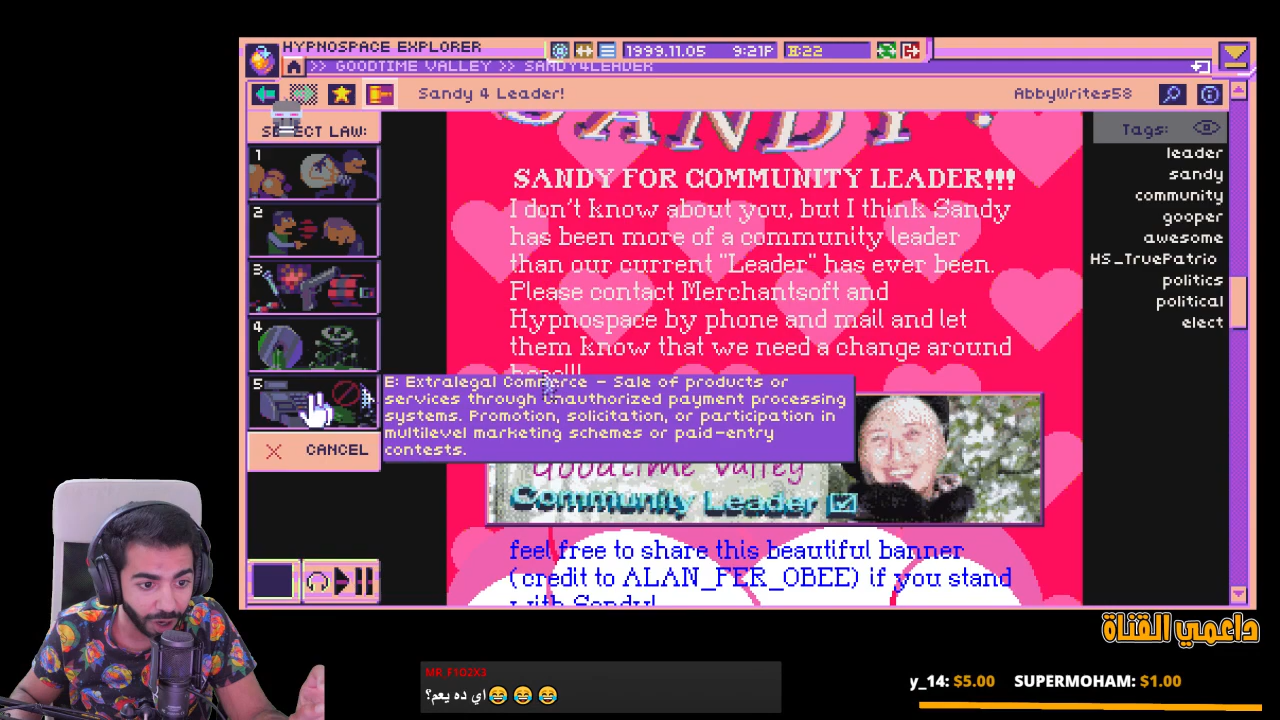 HYPNOSPACE EXPLORER
1999.11.05 9:21P
22
>> GOODTIME VALLEY >> SANDY4LEADER
Sandy 4 Leader!
AbbyWrites58
SELECT LAW:
1
2
3
4
5
CANCEL
SANDY
SANDY FOR COMMUNITY LEADER!!!
I don't know about you, but I think Sandy
has been more of a community leader
than our current "Leader" has ever been.
Please contact Merchantsoft and
Hypnospace by phone and mail and let
them know that we need a change around
here!!!
E: Extralegal Commerce - Sale of products or
services through unauthorized payment processing
systems. Promotion, solicitation, or participation in
multilevel marketing schemes or paid-entry
contests.
Goodtime Valley
Community Leader
feel free to share this beautiful banner
(credit to ALAN_FER_OBEE) if you stand
with Sandy!
Tags:
leader
sandy
community
gooper
awesome
HS_TruePatrio
politics
political
elect
داعمي القناة
MR_F1O2X3
اي ده يعم؟😂 😂 😂
y_14: $5.00 SUPERMOHAM: $1.00